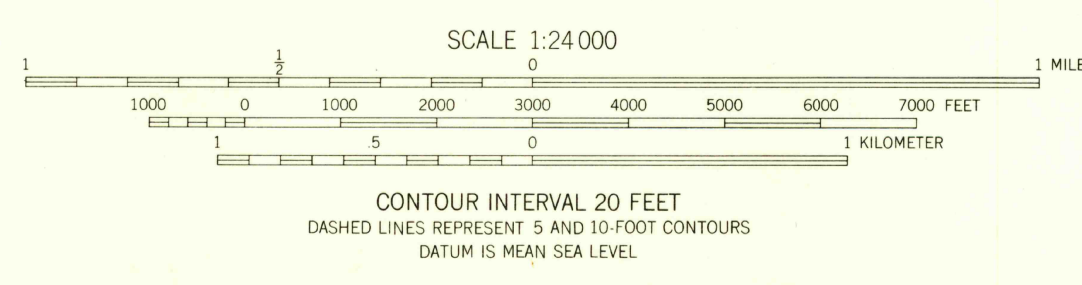 SCALE 1:24 000
1 1/2 0 1 MILE
1000 0 1000 2000 3000 4000 5000 6000 7000 FEET
1 .5 0 1 KILOMETER
CONTOUR INTERVAL 20 FEET
DASHED LINES REPRESENT 5 AND 10-FOOT CONTOURS
DATUM IS MEAN SEA LEVEL